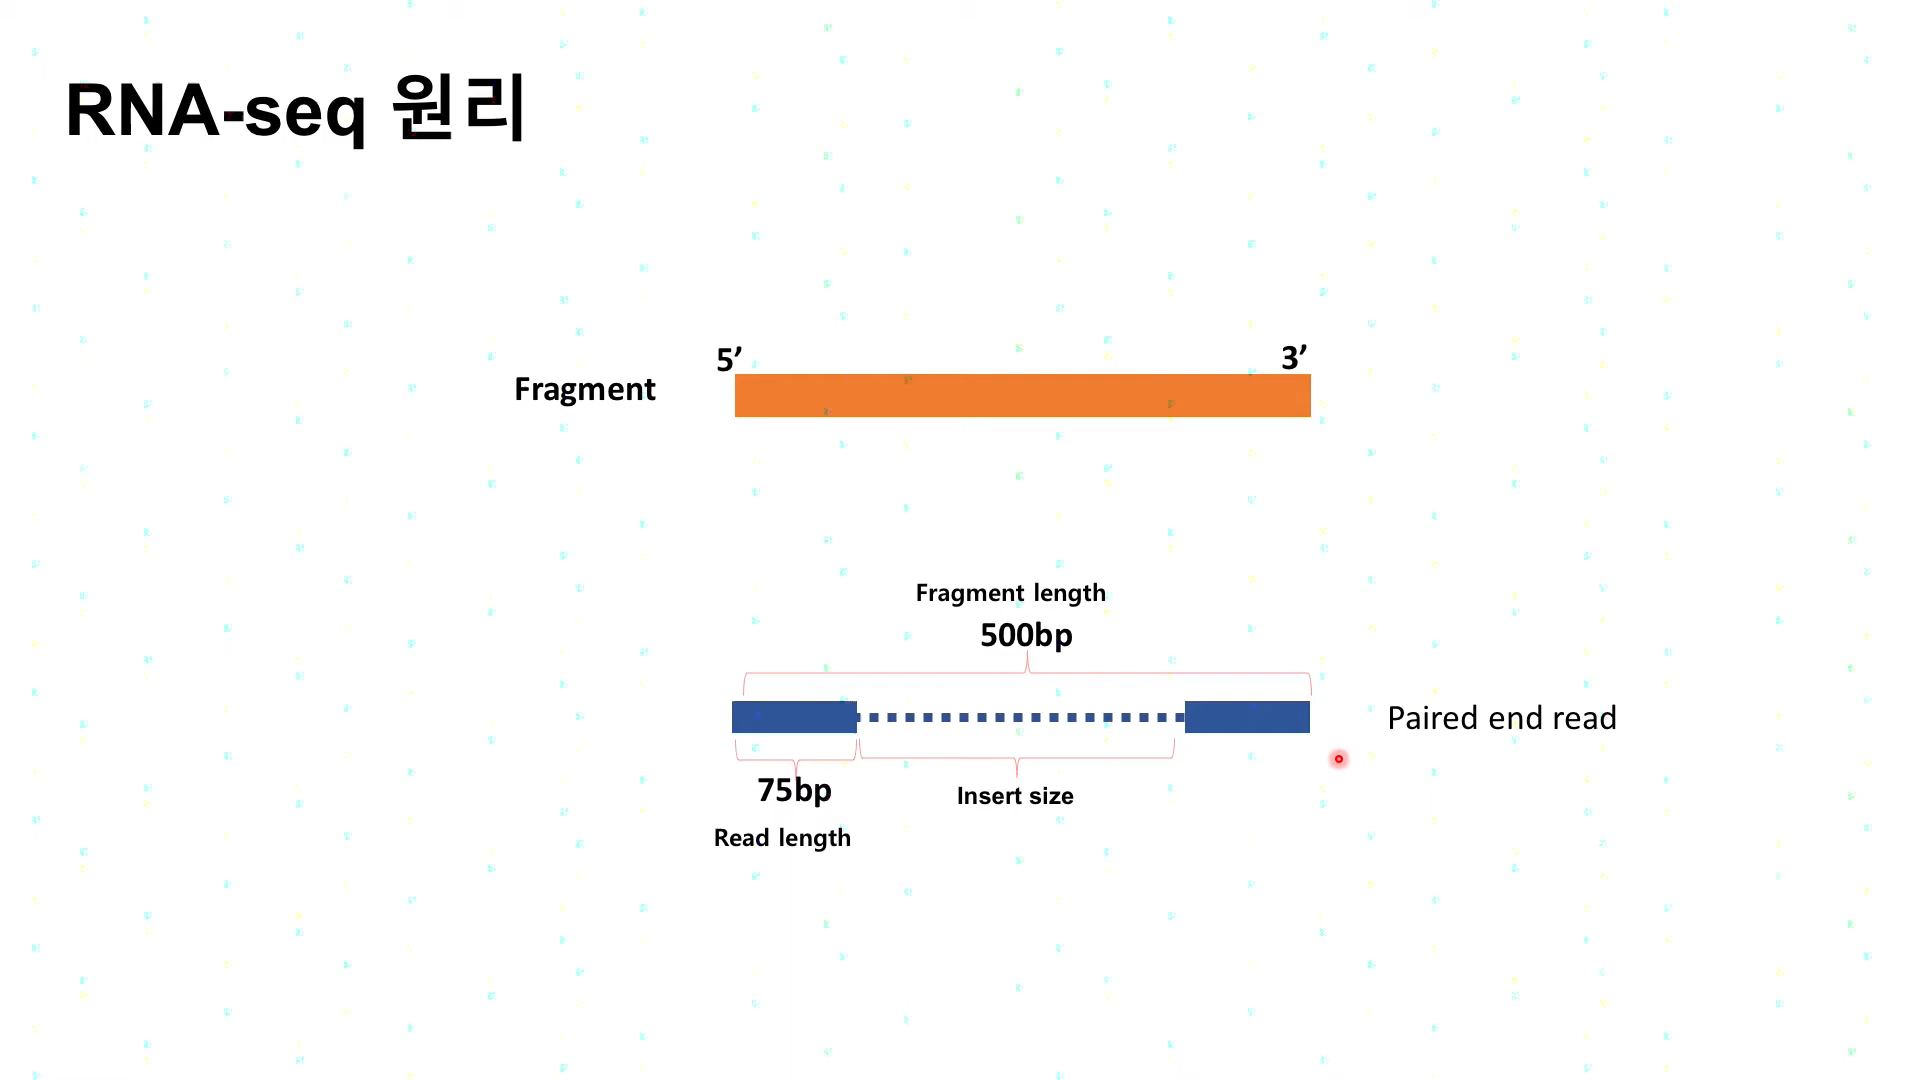 RNA-seq 원리
5’
3’
Fragment
Fragment length
500bp
Paired end read
75bp
Insert size
Read length